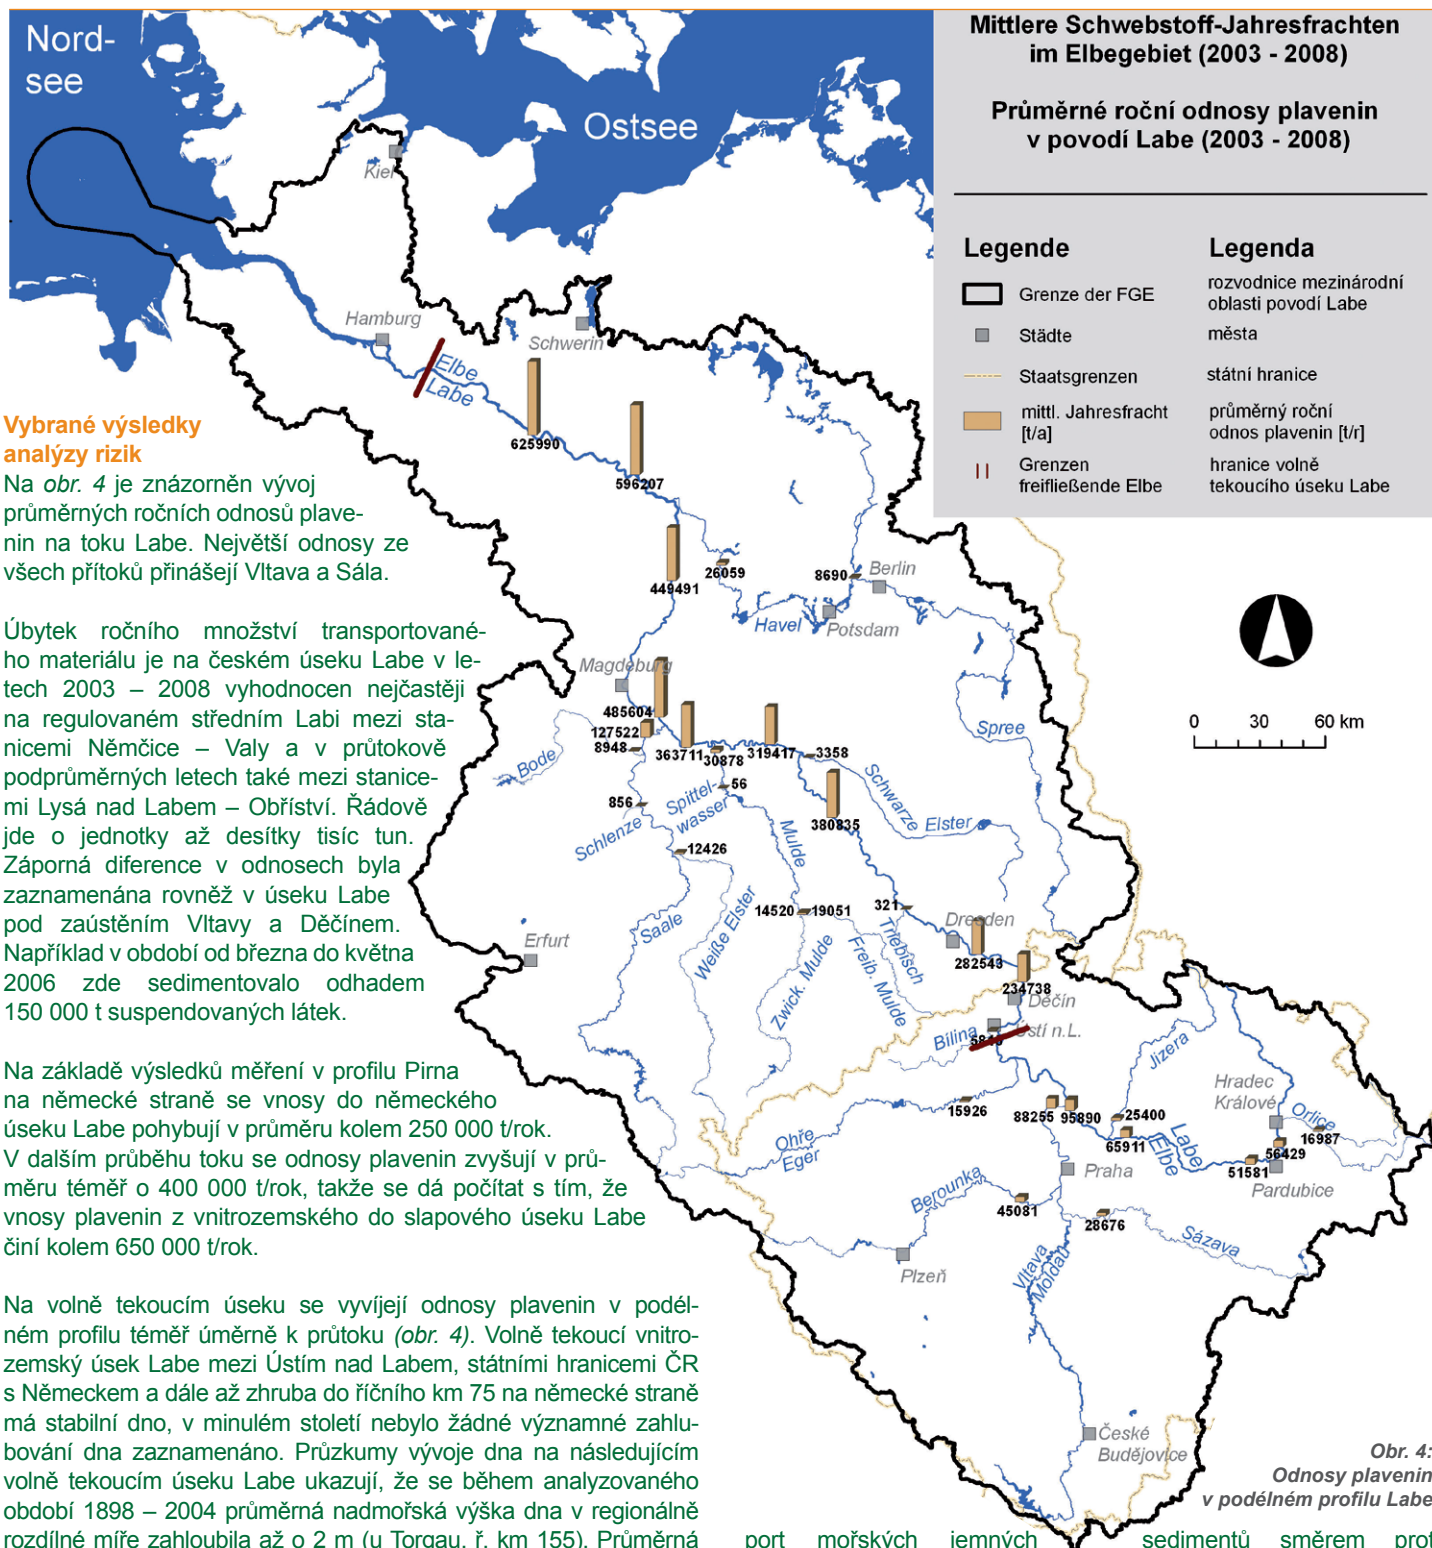 Nord-
see
Ostsee
Kiel
Hamburg
Schwerin
Elbe
Labe
Mittlere Schwebstoff-Jahresfrachten
im Elbegebiet (2003 - 2008)
Průměrné roční odnosy plavenin
v povodí Labe (2003 - 2008)
Legende
Legenda
Grenze der FGE
rozvodnice mezinárodní
oblasti povodí Labe
Städte
města
Staatsgrenzen
státní hranice
mittl. Jahresfracht
[t/a]
průměrný roční
odnos plavenin [t/r]
Grenzen
freifließende Elbe
hranice volně
tekoucího úseku Labe
Vybrané výsledky
analýzy rizik
Na obr. 4 je znázorněn vývoj
průměrných ročních odnosů plave-
nin na toku Labe. Největší odnosy ze
všech přítoků přinášejí Vltava a Sála.
Úbytek ročního množství transportované-
ho materiálu je na českém úseku Labe v le-
tech 2003 – 2008 vyhodnocen nejčastěji
na regulovaném středním Labi mezi sta-
nicemi Němčice – Valy a v průtokově
podprůměrných letech také mezi stanice-
mi Lysá nad Labem – Obříství. Řádově
jde o jednotky až desítky tisíc tun.
Záporná diference v odnosech byla
zaznamenána rovněž v úseku Labe
pod zaústěním Vltavy a Děčínem.
Například v období od března do května
2006 zde sedimentovalo odhadem
150 000 t suspendovaných látek.
Na základě výsledků měření v profilu Pirna
na německé straně se vnosy do německého
úseku Labe pohybují v průměru kolem 250 000 t/rok.
V dalším průběhu toku se odnosy plavenin zvyšují v prů-
měru téměř o 400 000 t/rok, takže se dá počítat s tím, že
vnosy plavenin z vnitrozemského do slapového úseku Labe
činí kolem 650 000 t/rok.
Na volně tekoucím úseku se vyvíjejí odnosy plavenin v podél-
ném profilu téměř úměrně k průtoku (obr. 4). Volně tekoucí vnitro-
zemský úsek Labe mezi Ústím nad Labem, státními hranicemi ČR
s Německem a dále až zhruba do říčního km 75 na německé straně
má stabilní dno, v minulém století nebylo žádné významné zahlu-
bování dna zaznamenáno. Průzkumy vývoje dna na následujícím
volně tekoucím úseku Labe ukazují, že se během analyzovaného
období 1898 – 2004 průměrná nadmořská výška dna v regionálně
rozdílné míře zahloubila až o 2 m (u Torgau, ř. km 155). Průměrná
625990
596207
449491
26059
8690
Berlin
Havel
Potsdam
Magdeburg
485604
127522
8948
363711
30878
319417
3358
Spree
0 30 60 km
Bode
856
Spittel-
wasser
56
380835
Schwarze
Elster
Schlenze
Mulde
12426
Saale
Weiße Elster
14520
19051
321
Triebisch
Zwick. Mulde
Freib. Mulde
Erfurt
Dresden
282543
234738
Děčín
Bílina
Ústí n.L.
Jizera
Hradec
Králové
Orlice
15926
88255
95890
25400
65911
Labe
Elbe
16987
56429
51581
Pardubice
Ohře
Eger
Praha
Berounka
45081
28676
Sázava
Plzeň
Vltava
Moldau
České
Budějovice
Obr. 4:
Odnosy plavenin
v podélném profilu Labe
port mořských jemných sedimentů směrem prot